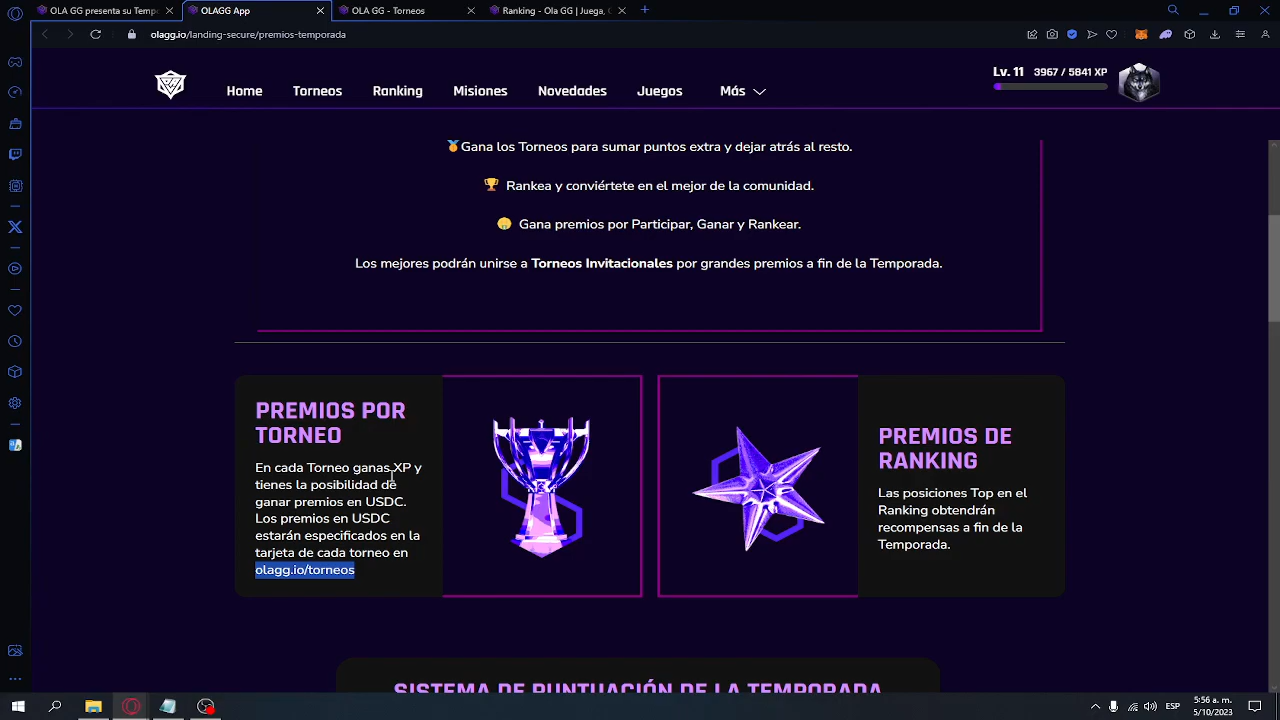 OLA GG presenta su Temp
OLAGG App
OLA GG - Torneos
Ranking - Ola GG | Juega, G
olagg.io/landing-secure/premios-temporada
Home
Torneos
Ranking
Misiones
Novedades
Juegos
Más
Lv. 11 3967 / 5841 XP
Gana los Torneos para sumar puntos extra y dejar atrás al resto.
Rankea y conviértete en el mejor de la comunidad.
Gana premios por Participar, Ganar y Rankear.
Los mejores podrán unirse a Torneos Invitacionales por grandes premios a fin de la Temporada.
PREMIOS POR
TORNEO
En cada Torneo ganas XP y
tienes la posibilidad de
ganar premios en USDC.
Los premios en USDC
estarán especificados en la
tarjeta de cada torneo en
olagg.io/torneos
PREMIOS DE
RANKING
Las posiciones Top en el
Ranking obtendrán
recompensas a fin de la
Temporada.
SISTEMA DE PUNTUACIÓN DE LA TEMPORADA
ESP
5:56 a. m.
5/10/2023